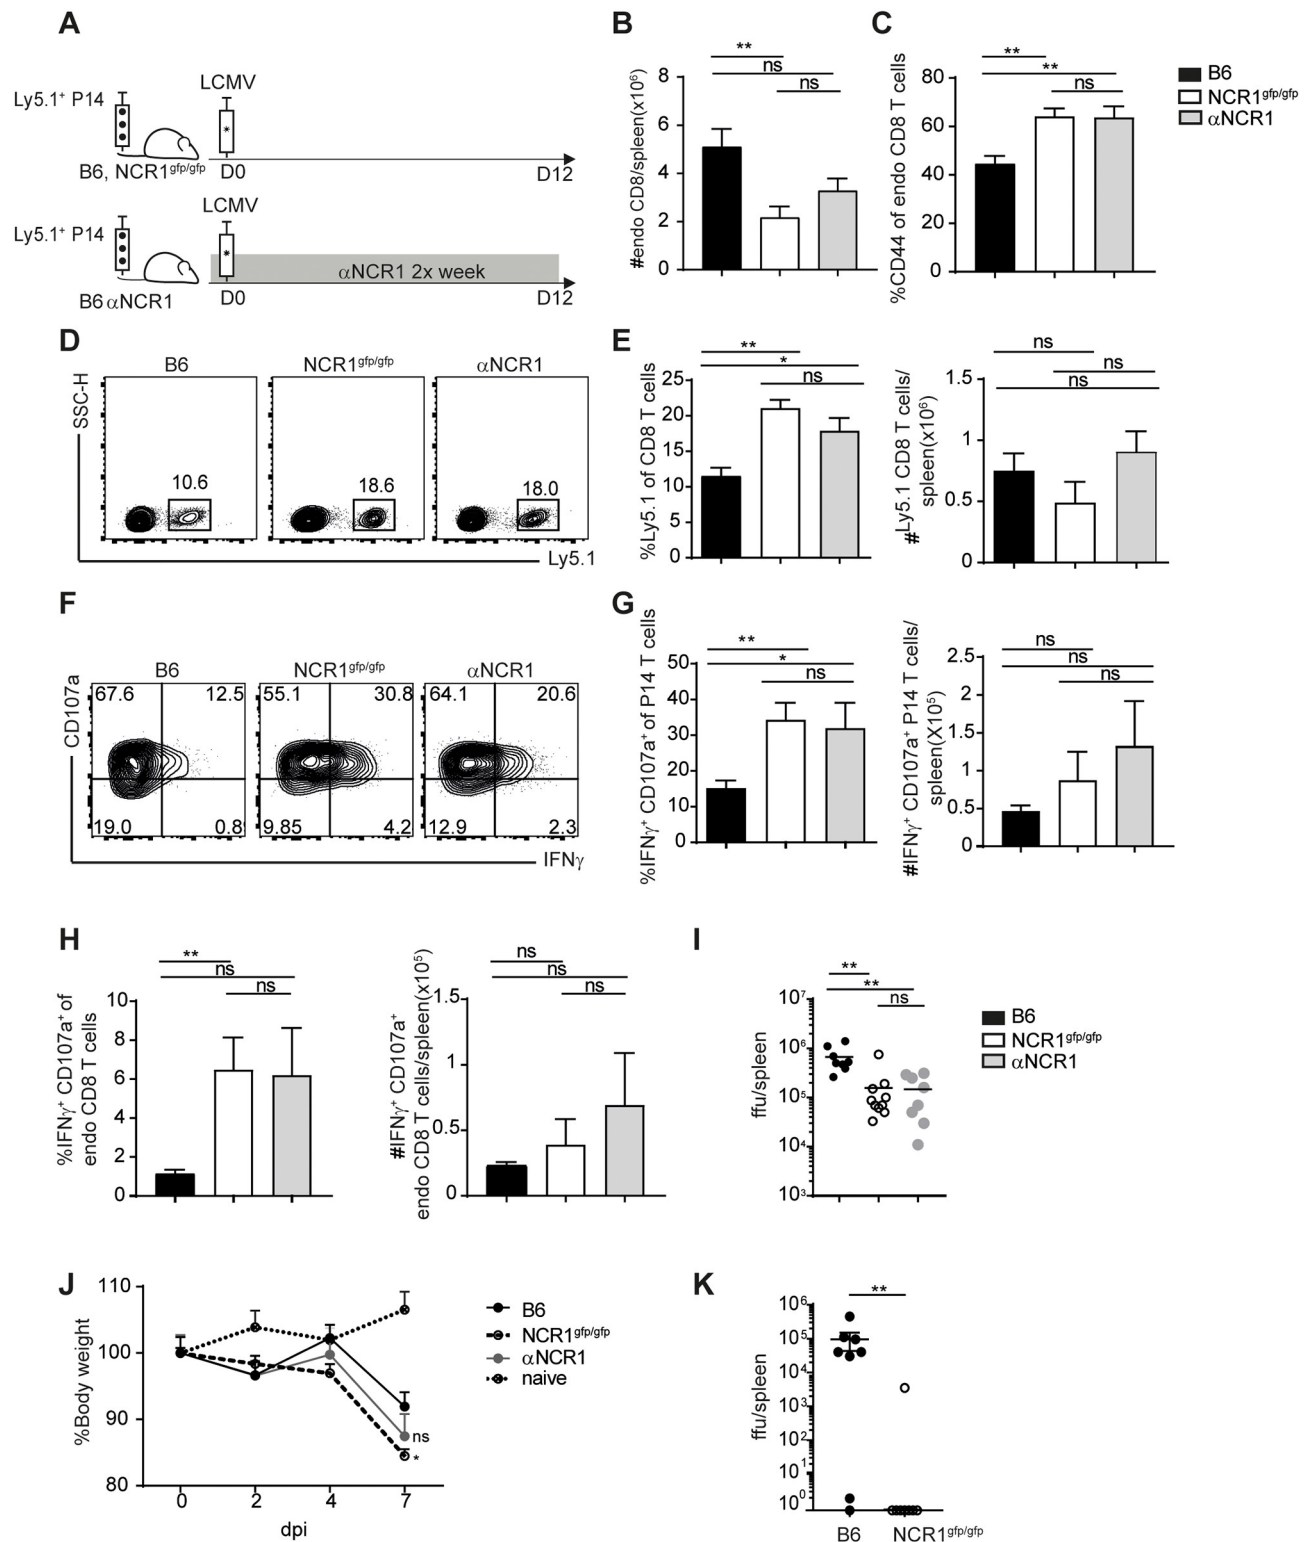 A
Ly5.1+ P14
LCMV
*
B6, NCR1gfp/gfp
D0
D12
Ly5.1+ P14
LCMV
*
αNCR1 2x week
B6 αNCR1
D0
D12
B
**
ns
ns
#endo CD8/spleen(x10⁶)
8
6
4
2
0
C
**
**
ns
%CD44 of endo CD8 T cells
80
60
40
20
0
B6
NCR1gfp/gfp
αNCR1
D
B6
NCR1gfp/gfp
αNCR1
SSC-H
10.6
18.6
18.0
Ly5.1
E
**
*
ns
%Ly5.1 of CD8 T cells
25
20
15
10
5
0
ns
ns
ns
#Ly5.1 CD8 T cells/
spleen(x10⁶)
1.5
1
0.5
0
F
B6
NCR1gfp/gfp
αNCR1
CD107a
67.6
12.5
55.1
30.8
64.1
20.6
19.0
0.8
9.85
4.2
12.9
2.3
IFNγ
G
**
*
ns
%IFNγ+ CD107a+ of P14 T cells
50
40
30
20
10
0
ns
ns
ns
#IFNγ+ CD107a+ P14 T cells/
spleen(X10⁵)
2.5
2
1.5
1
0.5
0
H
**
ns
ns
%IFNγ+ CD107a+ of
endo CD8 T cells
10
8
6
4
2
0
ns
ns
ns
#IFNγ+ CD107a+
endo CD8 T cells/spleen(x10⁵)
1.5
1
0.5
0
I
**
**
ns
ffu/spleen
10⁷
10⁶
10⁵
10⁴
10³
B6
NCR1gfp/gfp
αNCR1
J
%Body weight
110
100
90
80
ns
*
0
2
4
7
dpi
B6
NCR1gfp/gfp
αNCR1
naive
K
**
ffu/spleen
10⁶
10⁵
10⁴
10³
10²
10¹
10⁰
B6
NCR1gfp/gfp